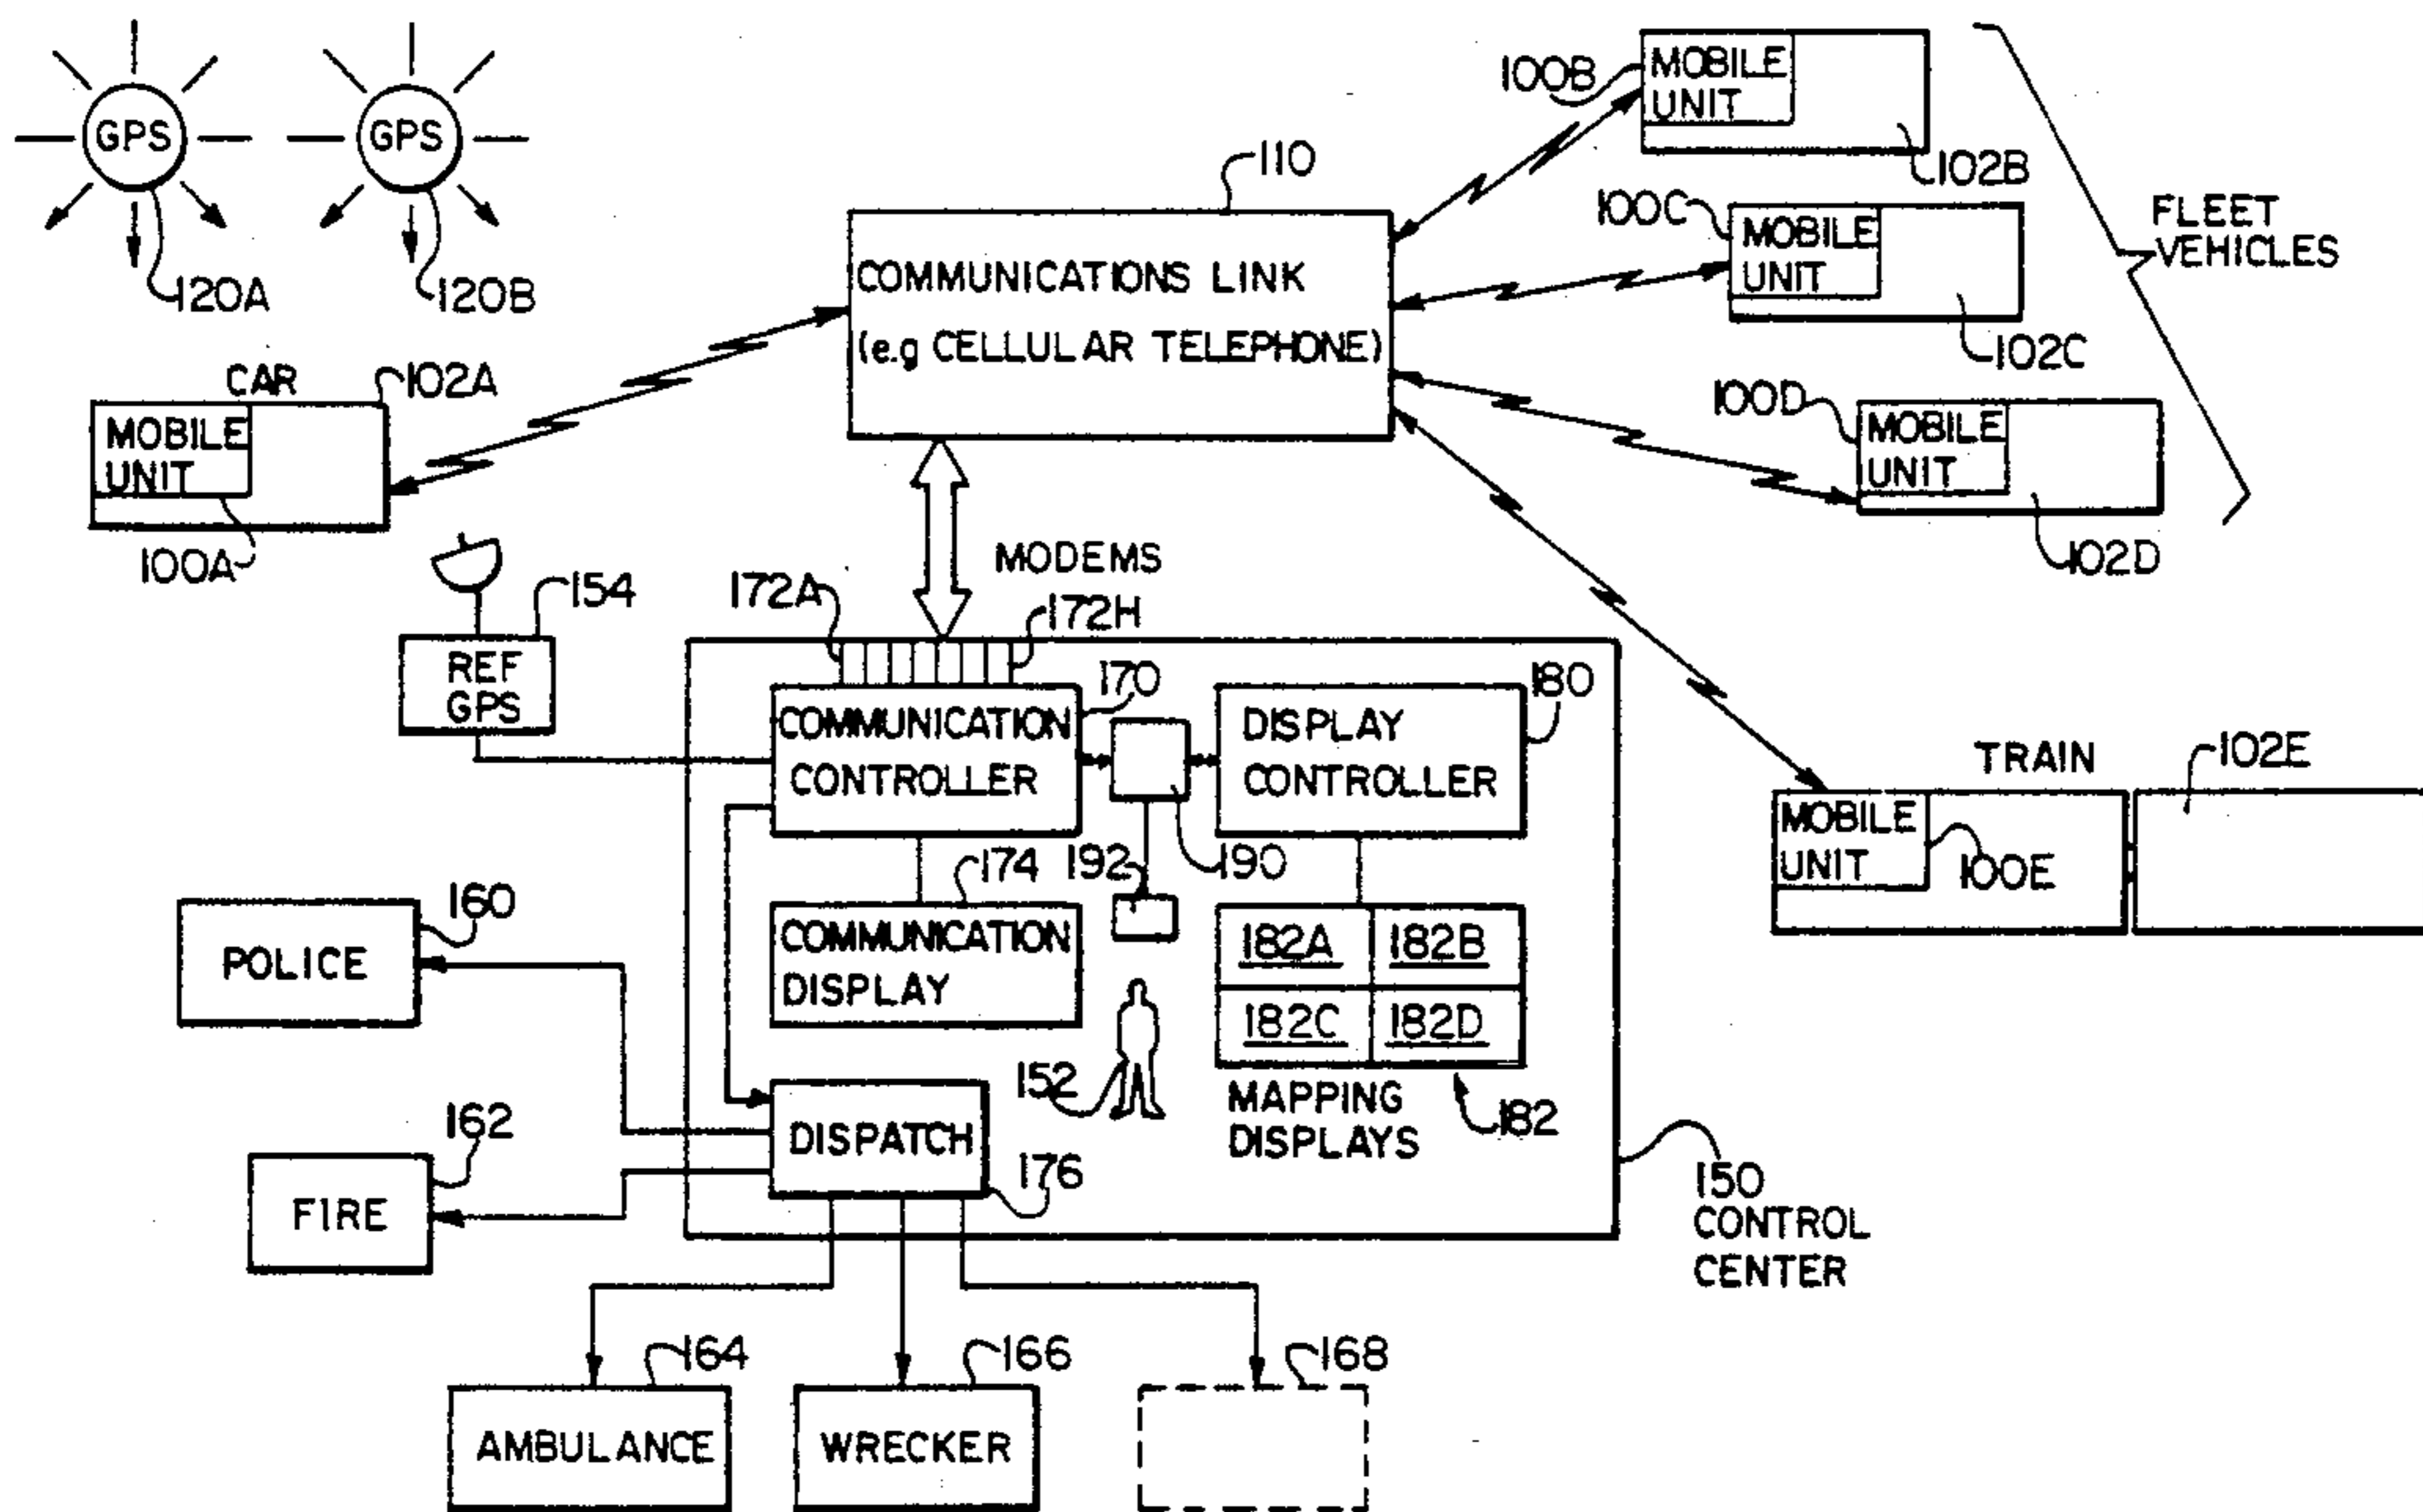 GPS
GPS
120A
120B
110
COMMUNICATIONS LINK
(e.g CELLULAR TELEPHONE)
100B
MOBILE
UNIT
102B
100C
MOBILE
UNIT
102C
FLEET
VEHICLES
100D
MOBILE
UNIT
102D
CAR
102A
MOBILE
UNIT
100A
154
REF
GPS
MODEMS
172A
172H
170
COMMUNICATION
CONTROLLER
180
DISPLAY
CONTROLLER
TRAIN
102E
MOBILE
UNIT
100E
174
192
190
COMMUNICATION
DISPLAY
182A
182B
182C
182D
MAPPING
DISPLAYS
182
152
160
POLICE
162
FIRE
DISPATCH
176
150
CONTROL
CENTER
164
AMBULANCE
166
WRECKER
168